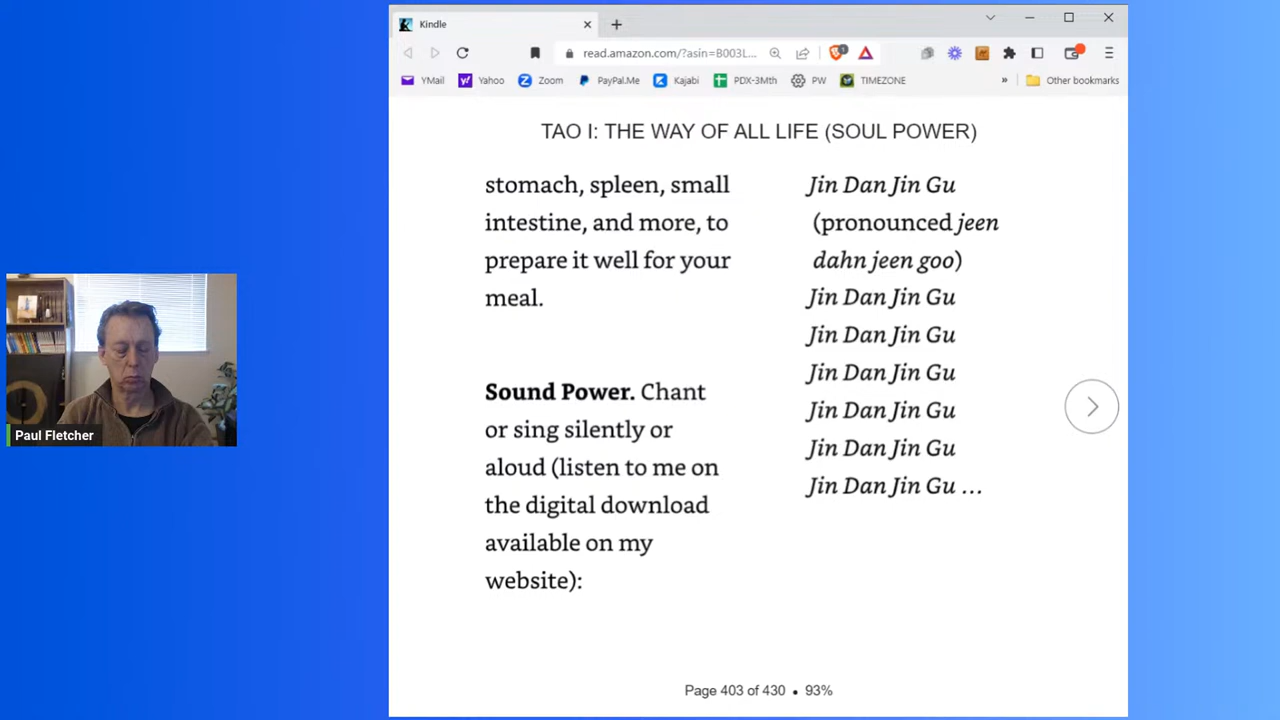 Kindle
read.amazon.com/?asin=B003L...
1
YMail
Yahoo
Zoom
PayPal.Me
Kajabi
PDX-3Mth
PW
TIMEZONE
»
Other bookmarks
TAO I: THE WAY OF ALL LIFE (SOUL POWER)
stomach, spleen, small
intestine, and more, to
prepare it well for your
meal.
Sound Power. Chant
or sing silently or
aloud (listen to me on
the digital download
available on my
website):
Jin Dan Jin Gu
(pronounced jeen
dahn jeen goo)
Jin Dan Jin Gu
Jin Dan Jin Gu
Jin Dan Jin Gu
Jin Dan Jin Gu
Jin Dan Jin Gu
Jin Dan Jin Gu ...
Page 403 of 430 • 93%
Paul Fletcher